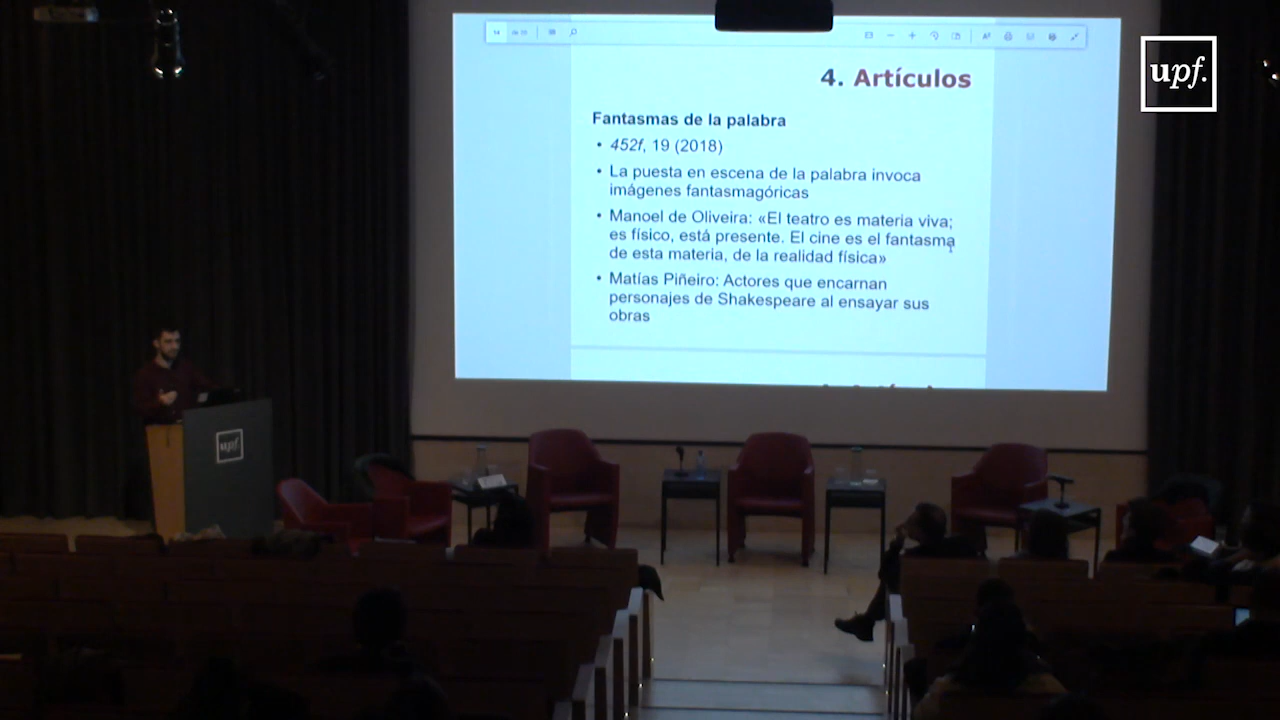 14 de 35
4. Artículos
Fantasmas de la palabra
• 452f, 19 (2018)
• La puesta en escena de la palabra invoca
imágenes fantasmagóricas
• Manoel de Oliveira: «El teatro es materia viva;
es físico, está presente. El cine es el fantasma
de esta materia, de la realidad física»
• Matías Piñeiro: Actores que encarnan
personajes de Shakespeare al ensayar sus
obras
upf.
upf.